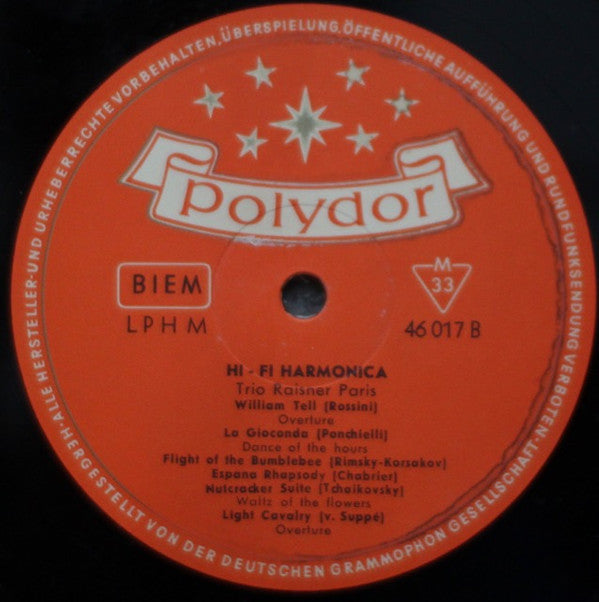 ·ALLE HERSTELLER-UND URHEBERRECHTE VORBEHALTEN, ÜBERSPIELUNG, ÖFFENTLICHE AUFFÜHRUNG UND RUNDFUNKSENDUNG VERBOTEN·
polydor
BIEM
LPHM
M
33
46 017 B
HI - FI HARMONICA
Trio Raisner Paris
William Tell (Rossini)
Overture
La Gioconda (Ponchielli)
Dance of the hours
Flight of the Bumblebee (Rimsky-Korsakov)
Espana Rhapsody (Chabrier)
Nutcracker Suite (Tchaikovsky)
Waltz of the flowers
Light Cavalry (v. Suppé)
Overture
HERGESTELLT VON DER DEUTSCHEN GRAMMOPHON GESELLSCHAFT·